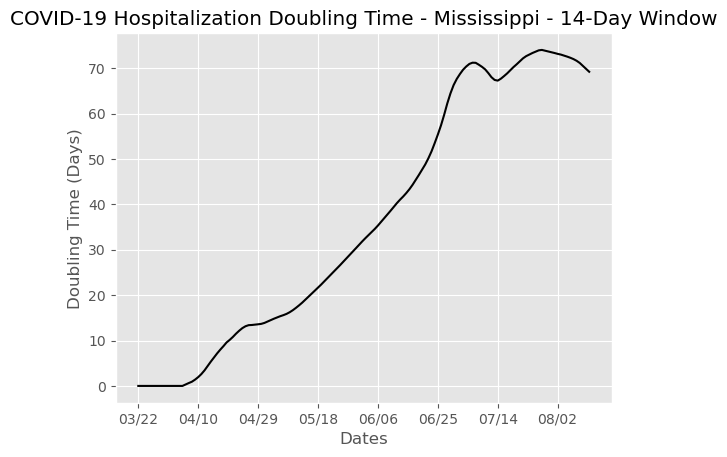 COVID-19 Hospitalization Doubling Time - Mississippi - 14-Day Window
Doubling Time (Days)
70
60
50
40
30
20
10
0
03/22 04/10 04/29 05/18 06/06 06/25 07/14 08/02
Dates